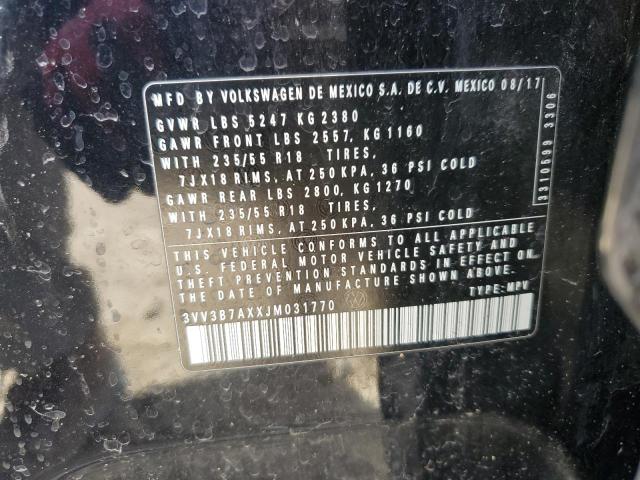 MFD BY VOLKSWAGEN DE MEXICO S.A. DE C.V. MEXICO 08/17
GVWR LBS 5247 KG 2380
GAWR FRONT LBS 2557, KG 1160
WITH 235/55 R18 TIRES,
7JX18 RIMS, AT 250 KPA, 36 PSI COLD
GAWR REAR LBS 2800, KG 1270
WITH 235/55 R18 TIRES,
7JX18 RIMS, AT 250 KPA, 36 PSI COLD
THIS VEHICLE CONFORMS TO ALL APPLICABLE
U.S. FEDERAL MOTOR VEHICLE SAFETY AND
THEFT PREVENTION STANDARDS IN EFFECT ON
THE DATE OF MANUFACTURE SHOWN ABOVE.
3VV3B7AXXJM031770 TYPE: MPV
3310599 3306